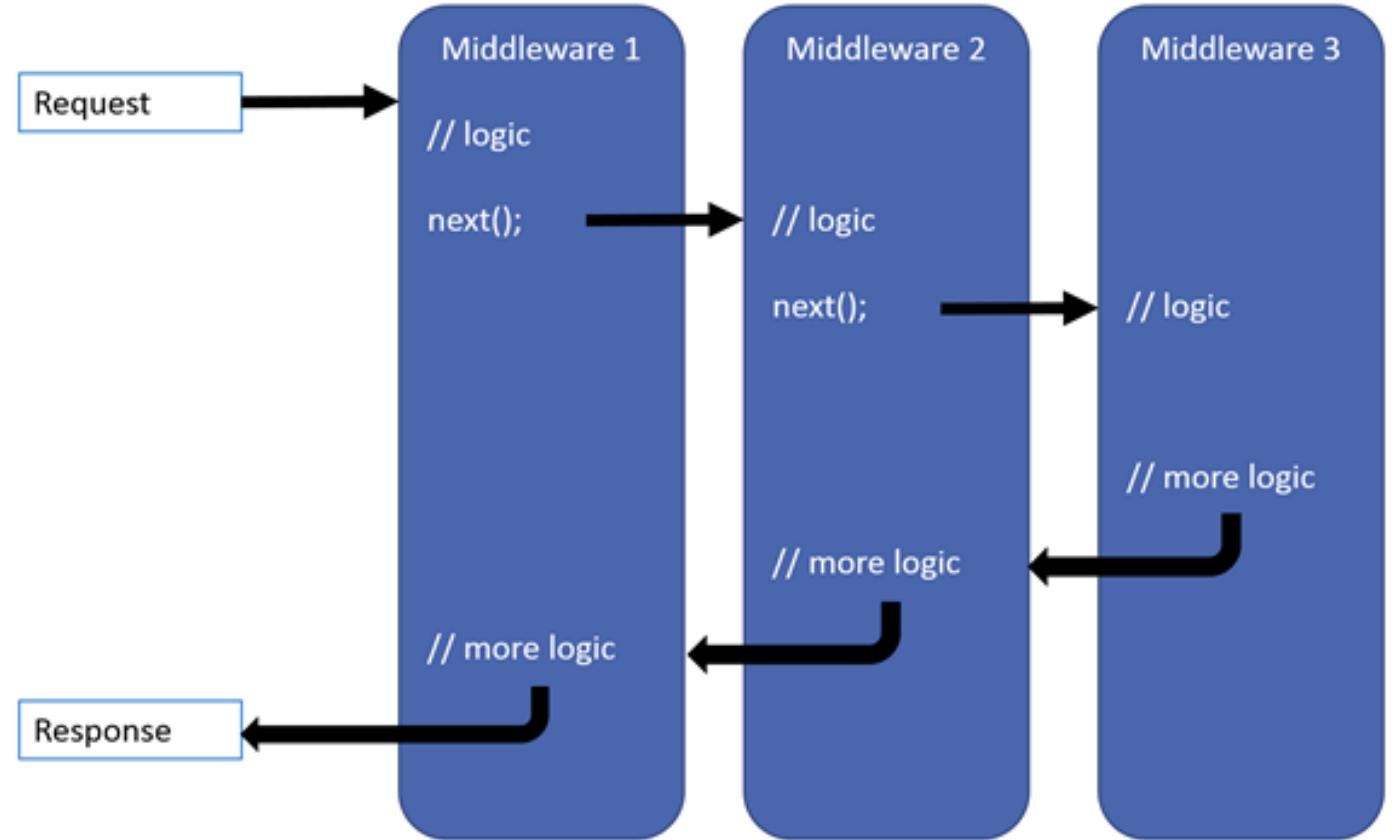 Middleware 1
Middleware 2
Middleware 3
Request
// logic
next();
// logic
next();
// logic
// more logic
// more logic
// more logic
Response